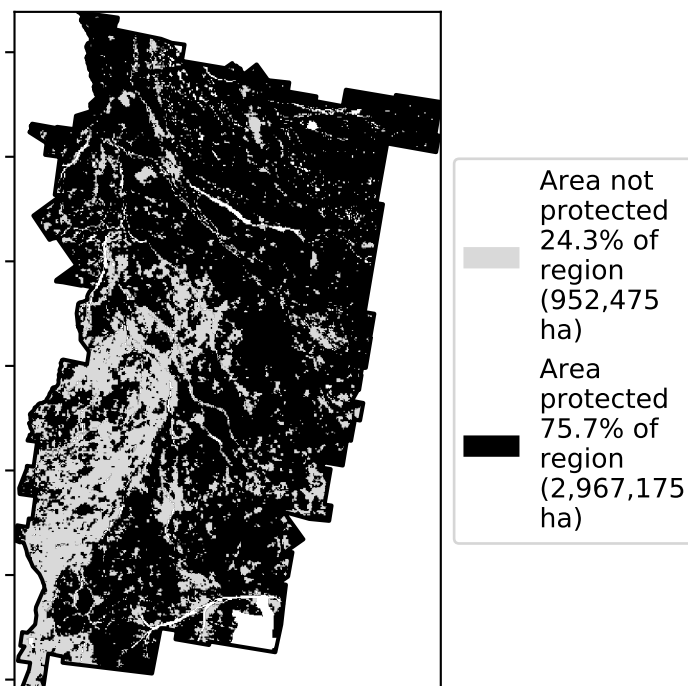 Area not
protected
24.3% of
region
(952,475
ha)
Area
protected
75.7% of
region
(2,967,175
ha)